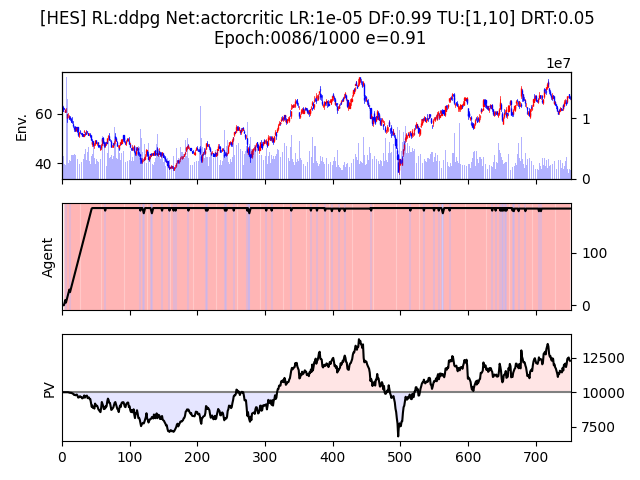 [HES] RL:ddpg Net:actorcritic LR:1e-05 DF:0.99 TU:[1,10] DRT:0.05
Epoch:0086/1000 e=0.91
1e7
Env.
60
40
1
0
Agent
100
0
PV
12500
10000
7500
0 100 200 300 400 500 600 700